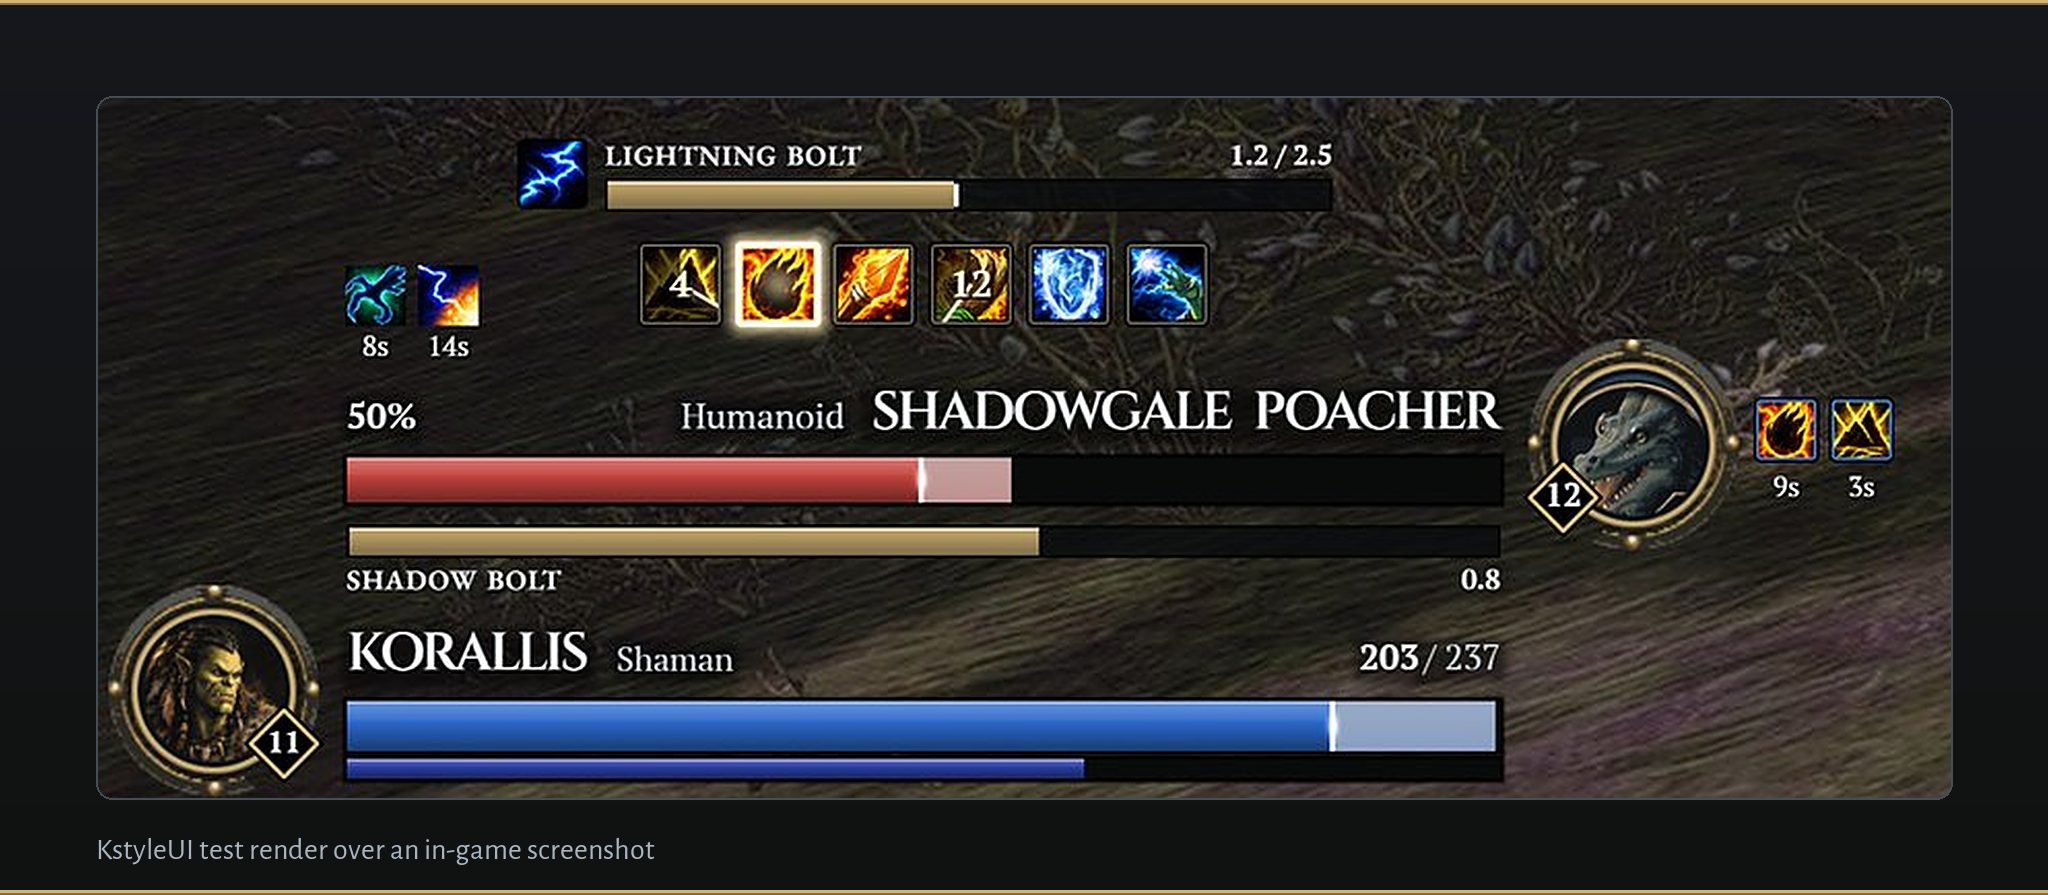 LIGHTNING BOLT 1.2 / 2.5
4 12
8s 14s
50% Humanoid SHADOWGALE POACHER
12
9s 3s
SHADOW BOLT 0.8
KORALLIS Shaman 203 / 237
11
KstyleUI test render over an in-game screenshot